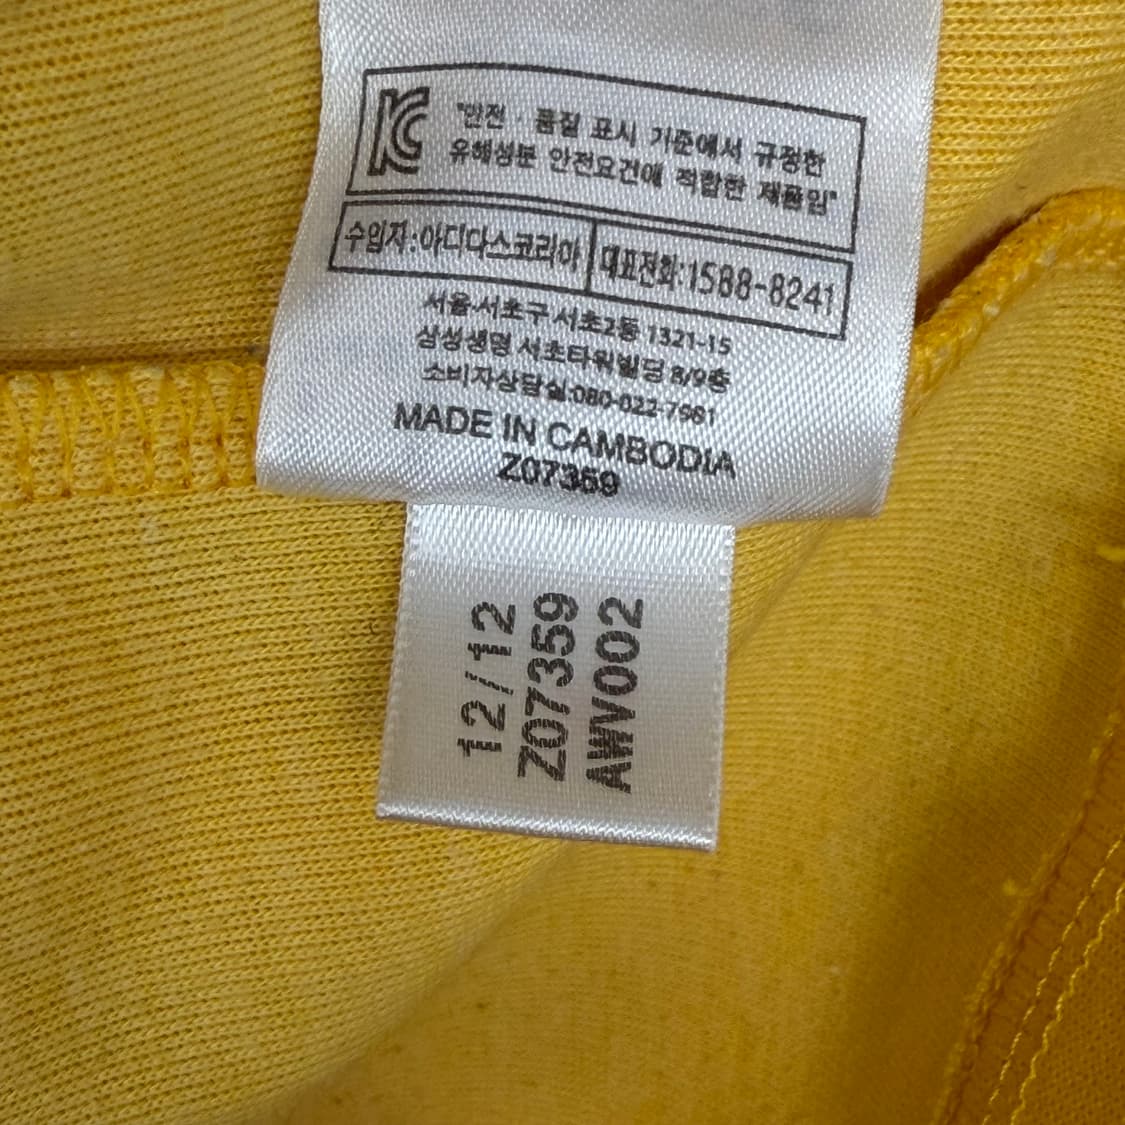 KC "안전 · 품질 표시 기준에서 규정한
유해성분 안전요건에 적합한 제품임"
수입자:아디다스코리아 대표전화:1588-8241
서울·서초구 서초2동 1321-15
삼성생명 서초타워빌딩 8/9층
소비자상담실:080-022-7981
MADE IN CAMBODIA
Z07359
12/12
Z07359
AWV002